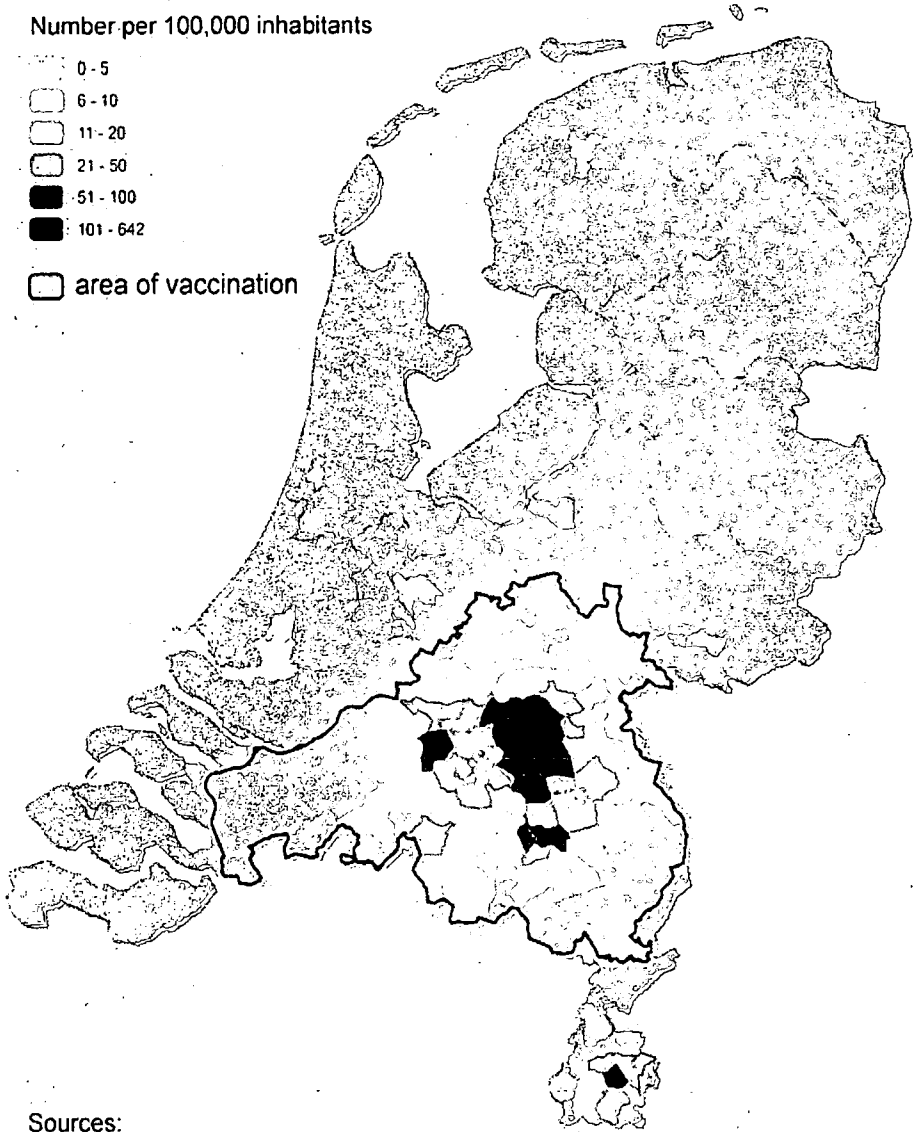 Number per 100,000 inhabitants
0 - 5
6 - 10
11 - 20
21 - 50
51 - 100
101 - 642
area of vaccination
Sources: